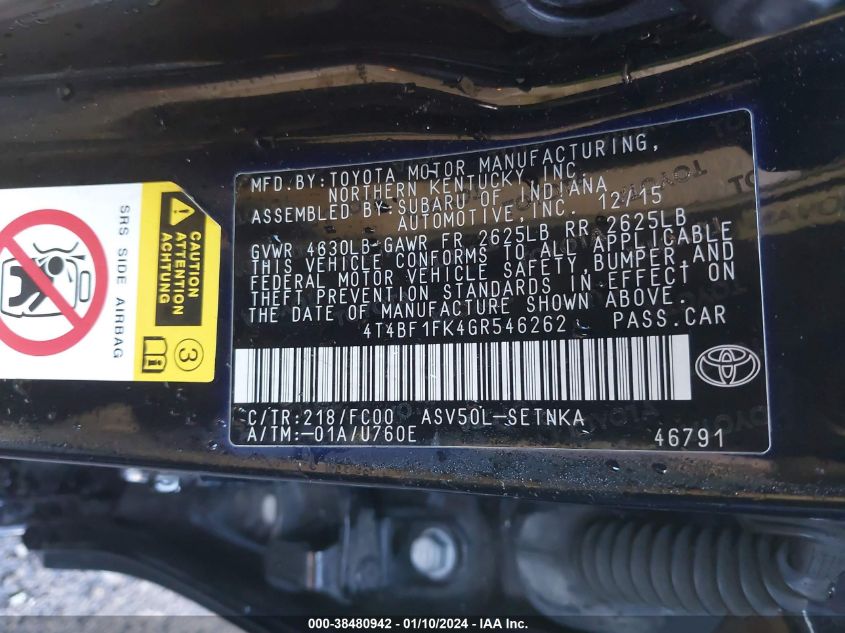 MFD.BY:TOYOTA MOTOR MANUFACTURING,
NORTHERN KENTUCKY,INC.
ASSEMBLED BY:SUBARU OF INDIANA
AUTOMOTIVE,INC. 12/15
GVWR 4630LB-GAWR FR 2625LB RR 2625LB
THIS VEHICLE CONFORMS TO ALL APPLICABLE
FEDERAL MOTOR VEHICLE SAFETY,BUMPER,AND
THEFT PREVENTION STANDARDS IN EFFECT ON
THE DATE OF MANUFACTURE SHOWN ABOVE.
4T4BF1FK4GR546262 PASS.CAR
C/TR:218/FC00 ASV50L-SETNKA
A/TM:-01A/U760E 46791
CAUTION
ATTENTION
ACHTUNG
SRS SIDE AIRBAG
3
000-38480942 - 01/10/2024 - IAA Inc.